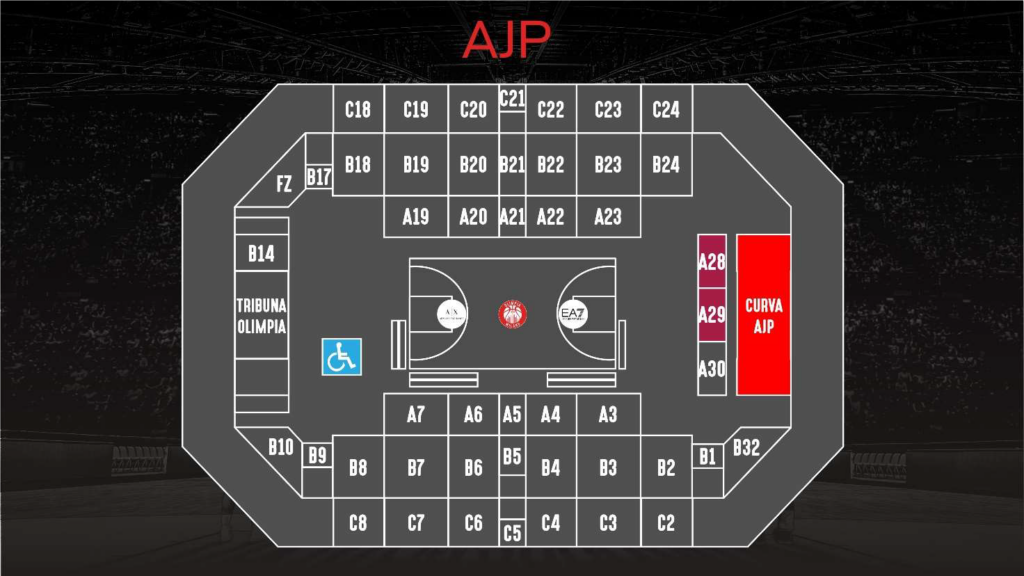 AJP
C18 C19 C20 C21 C22 C23 C24
FZ B17 B18 B19 B20 B21 B22 B23 B24
A19 A20 A21 A22 A23
B14
TRIBUNA
OLIMPIA
A28
A29
A30
CURVA
AJP
A|X
EA7
A7 A6 A5 A4 A3
B10 B9 B8 B7 B6 B5 B4 B3 B2 B1 B32
C8 C7 C6 C5 C4 C3 C2